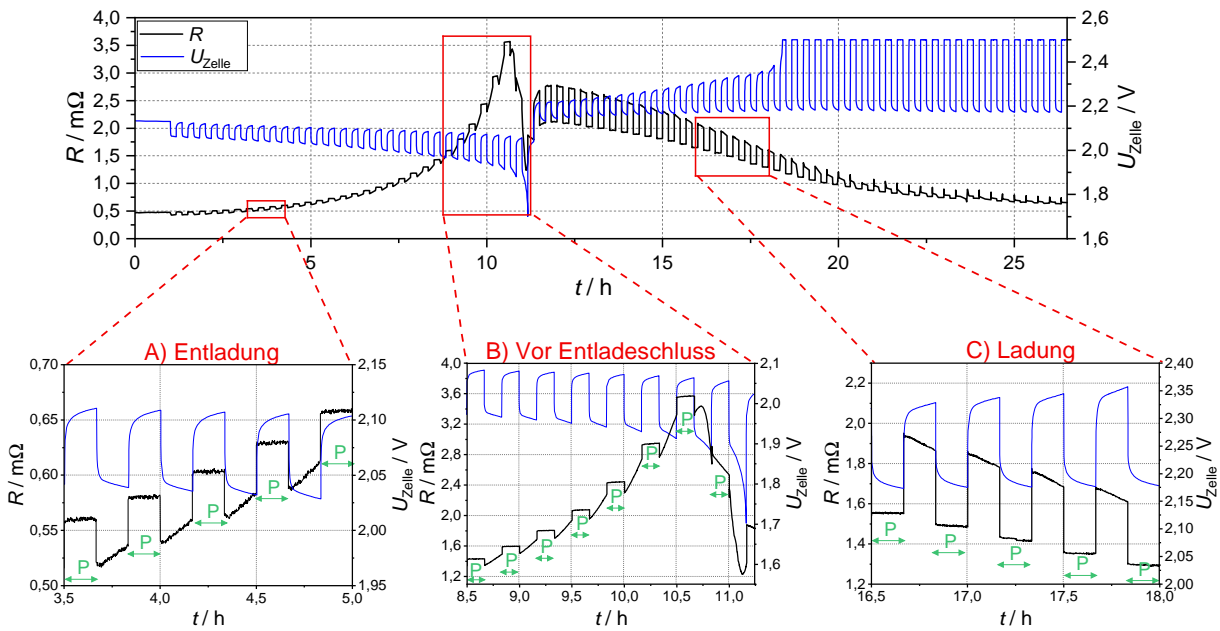 R
U Zelle
4,0
3,5
3,0
2,5
2,0
1,5
1,0
0,5
0,0
R / mΩ
2,6
2,4
2,2
2,0
1,8
1,6
U Zelle / V
0 5 10 15 20 25
t / h
A) Entladung
0,70
0,65
0,60
0,55
0,50
R / mΩ
2,15
2,10
2,05
2,00
1,95
U Zelle / V
P P P P P
3,5 4,0 4,5 5,0
t / h
B) Vor Entladeschluss
4,0
3,6
3,2
2,8
2,4
2,0
1,6
1,2
R / mΩ
2,1
2,0
1,9
1,8
1,7
1,6
U Zelle / V
P P P P P P P P
8,5 9,0 9,5 10,0 10,5 11,0
t / h
C) Ladung
2,2
2,0
1,8
1,6
1,4
1,2
R / mΩ
2,40
2,35
2,30
2,25
2,20
2,15
2,10
2,05
2,00
U Zelle / V
P P P P P
16,5 17,0 17,5 18,0
t / h